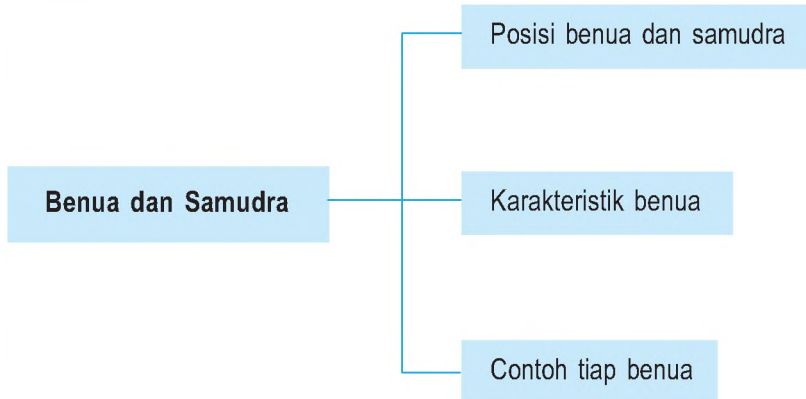 Posisi benua dan samudra
Benua dan Samudra
Karakteristik benua
Contoh tiap benua